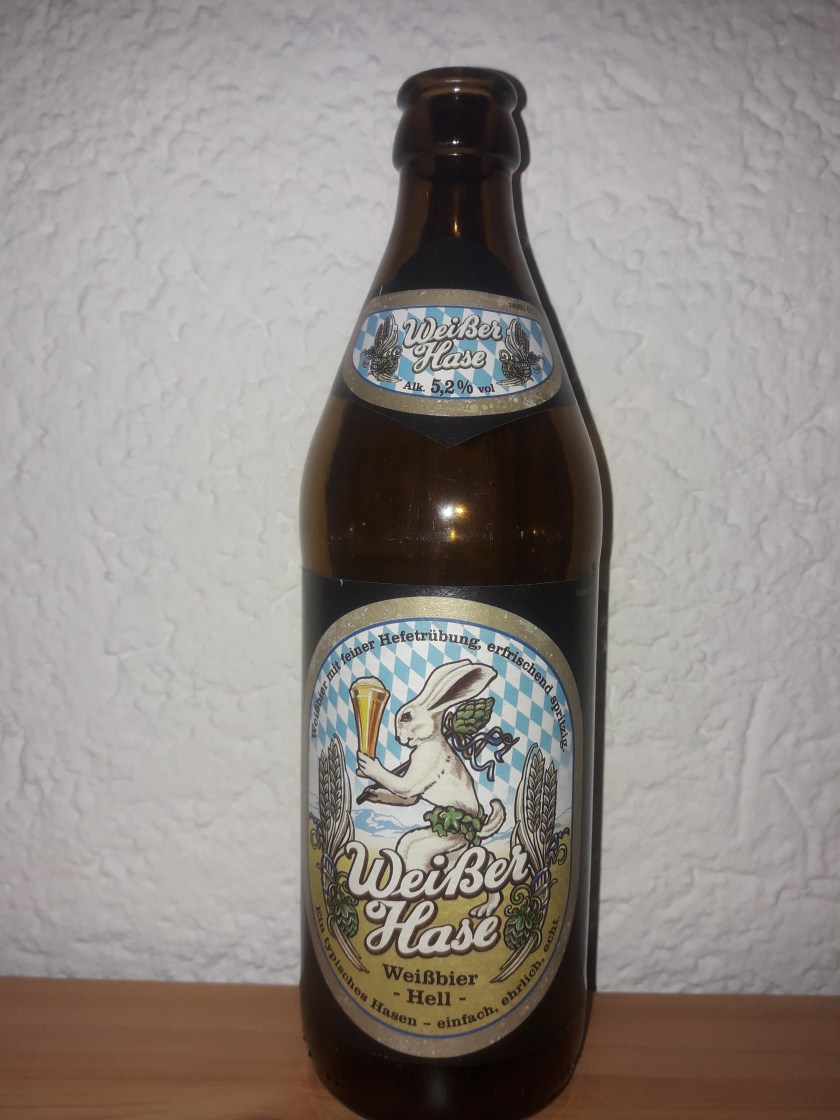 Weißer
Hase
Alk. 5,2% vol
Weißbier mit feiner Hefetrübung, erfrischend spritzig.
Weißer
Hase
Weißbier
- Hell -
Ein typisches Hasen – einfach, ehrlich, echt.